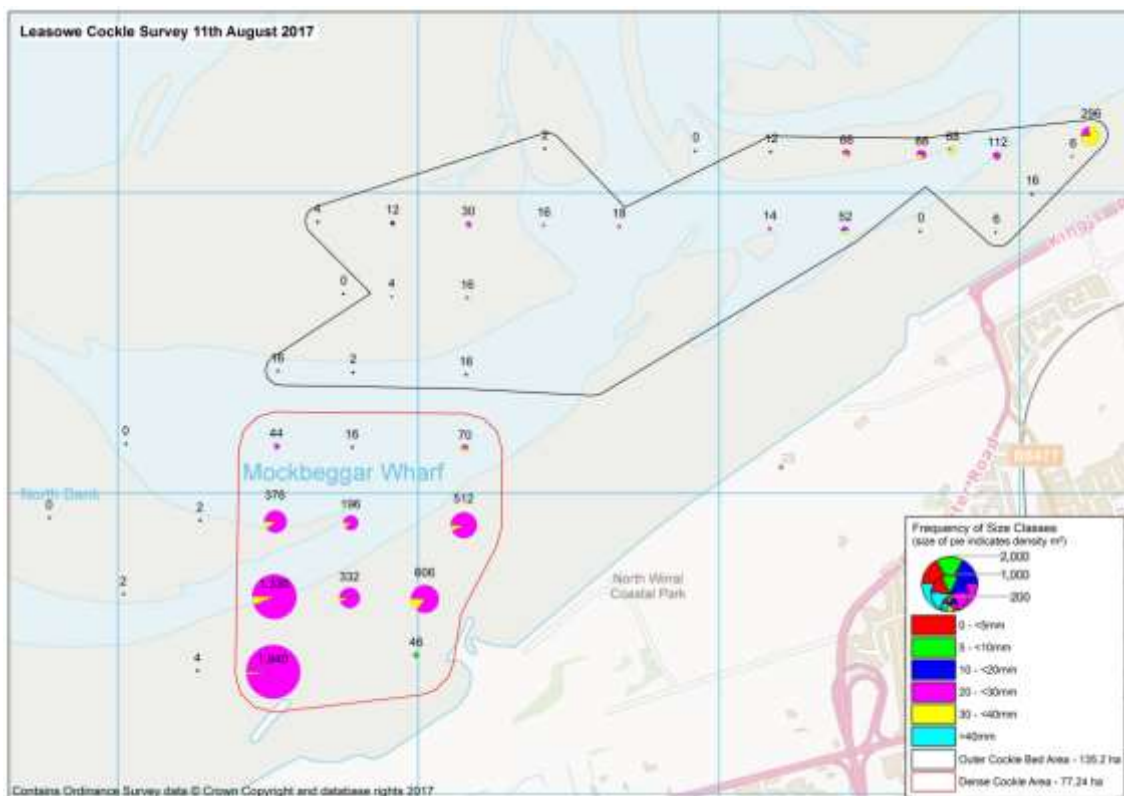 Leasowe Cockle Survey 11th August 2017
296
2
0
12
66
66
68
112
6
16
4
12
30
16
18
14
52
0
6
0
4
16
16
2
16
0
44
16
70
Mockbeggar Wharf
North Bank
0
2
376
196
512
2
332
606
46
4
North Wirral
Coastal Park
Frequency of Size Classes
(size of pie indicates density m²)
2,000
1,000
200
0 - <5mm
5 - <10mm
10 - <20mm
20 - <30mm
30 - <40mm
>40mm
Outer Cockle Bed Area - 135.2 ha
Dense Cockle Area - 77.24 ha
Contains Ordinance Survey data © Crown Copyright and database rights 2017